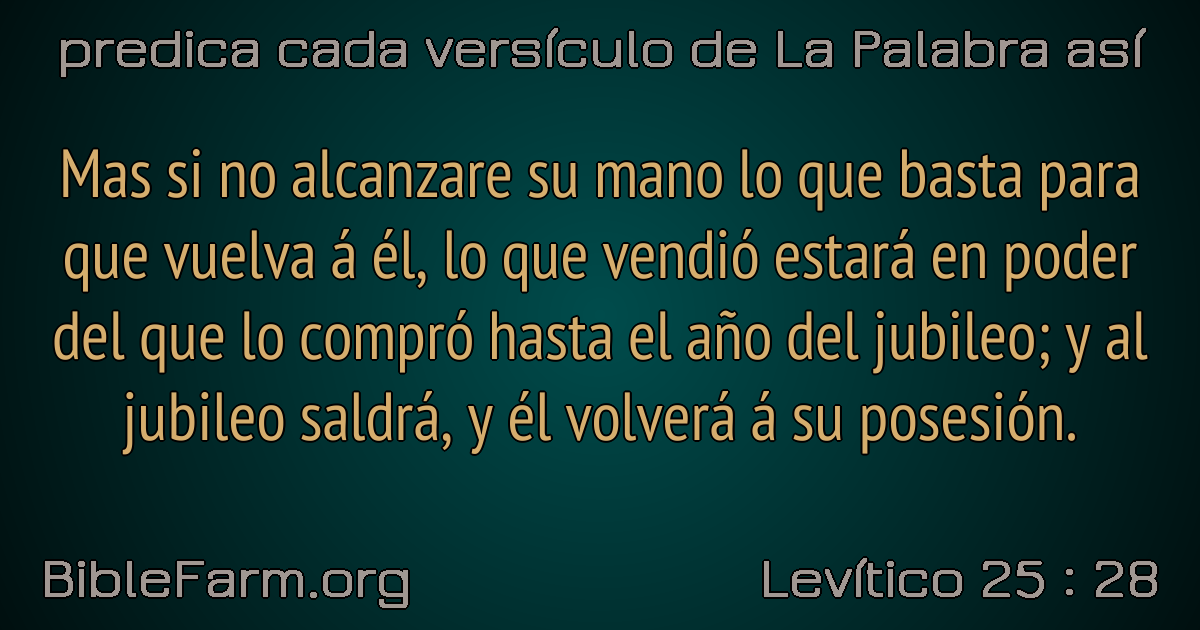 predica cada versículo de La Palabra así
Mas si no alcanzare su mano lo que basta para
que vuelva á él, lo que vendió estará en poder
del que lo compró hasta el año del jubileo; y al
jubileo saldrá, y él volverá á su posesión.
BibleFarm.org
Levítico 25 : 28